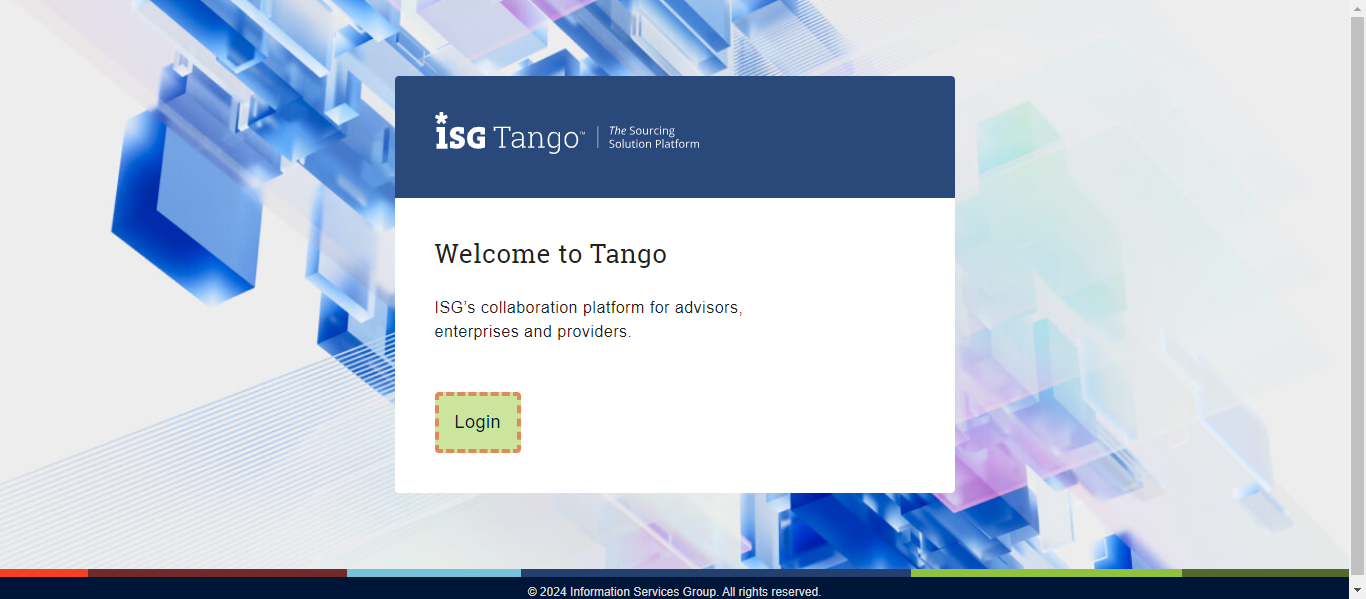 * ISG Tango™
The Sourcing
Solution Platform
Welcome to Tango
ISG’s collaboration platform for advisors,
enterprises and providers.
Login
© 2024 Information Services Group. All rights reserved.